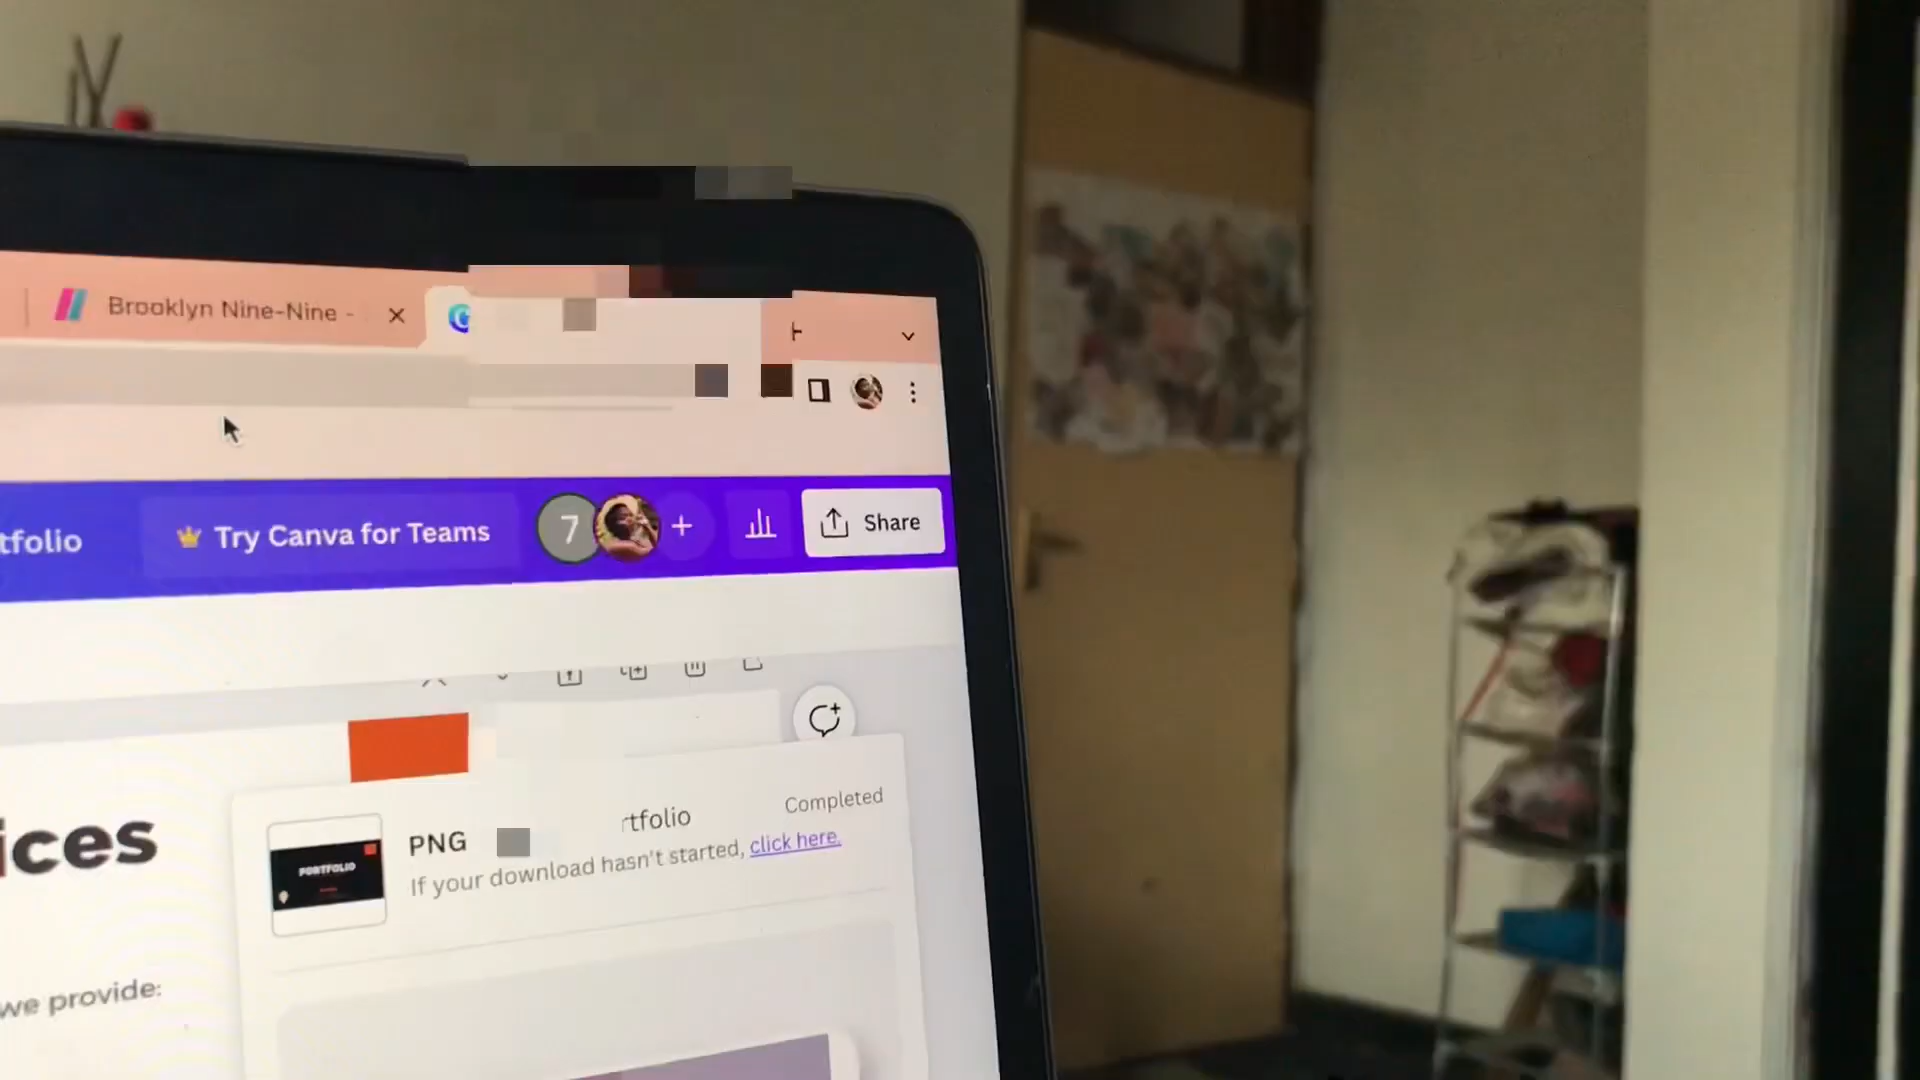 Brooklyn Nine-Nine -
tfolio
Try Canva for Teams
7
Share
PNG
rtfolio
Completed
If your download hasn't started, click here.
PORTFOLIO
ices
we provide: